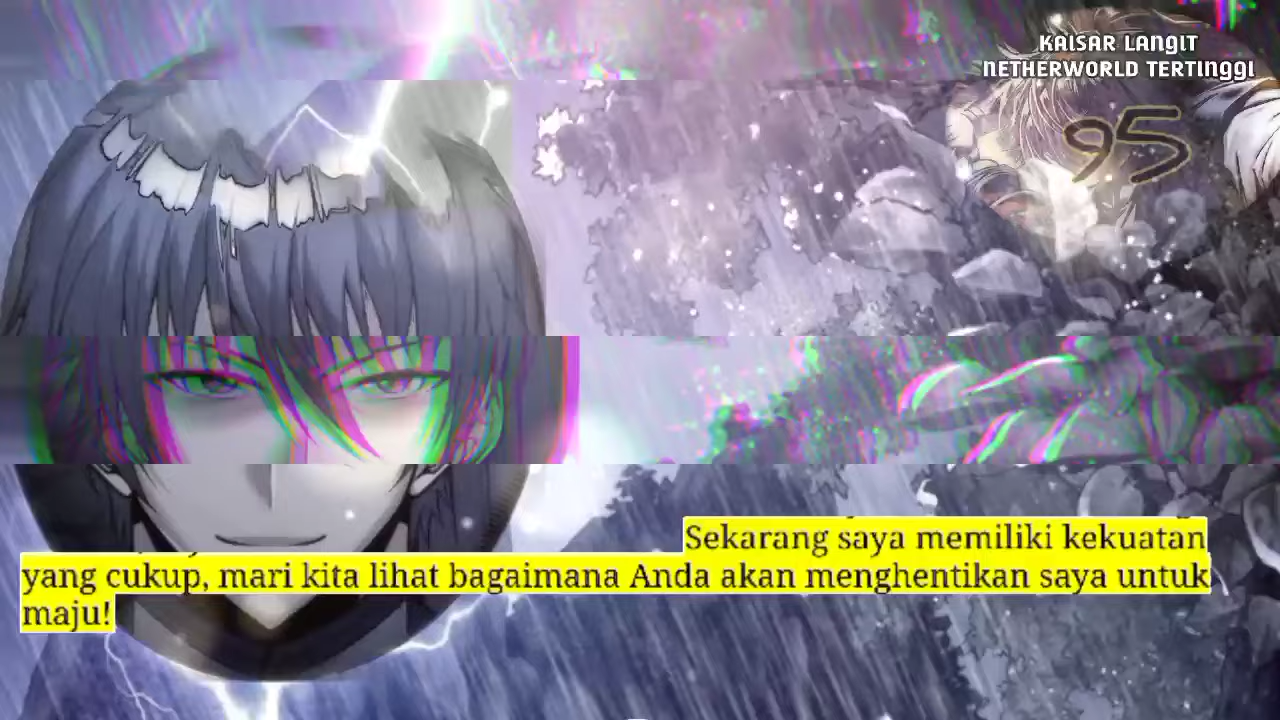 KAISAR LANGIT
NETHERWORLD TERTINGGI
95
Sekarang saya memiliki kekuatan
yang cukup, mari kita lihat bagaimana Anda akan menghentikan saya untuk
maju!